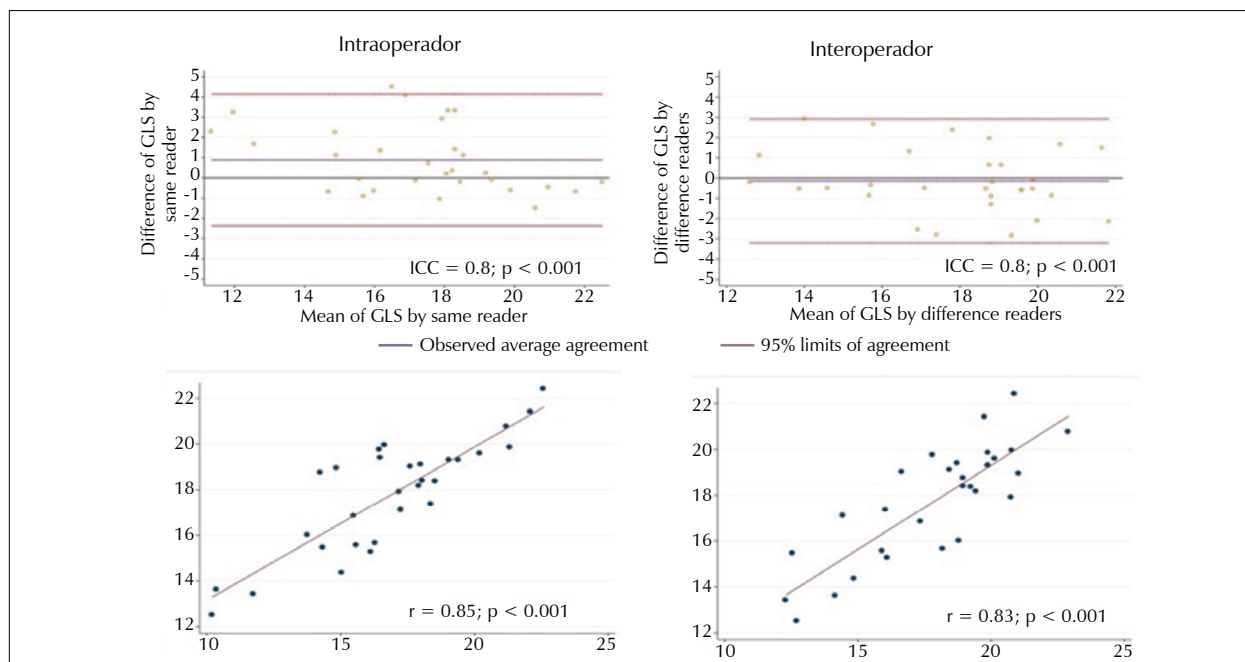 Intraoperador
Difference of GLS by
same reader
5
4
3
2
1
0
-1
-2
-3
-4
-5
ICC = 0.8; p < 0.001
12 14 16 18 20 22
Mean of GLS by same reader
Interoperador
Difference of GLS by
difference readers
5
4
3
2
1
0
-1
-2
-3
-4
-5
ICC = 0.8; p < 0.001
12 14 16 18 20 22
Mean of GLS by difference readers
Observed average agreement
95% limits of agreement
22
20
18
16
14
12
r = 0.85; p < 0.001
10 15 20 25
22
20
18
16
14
12
r = 0.83; p < 0.001
10 15 20 25